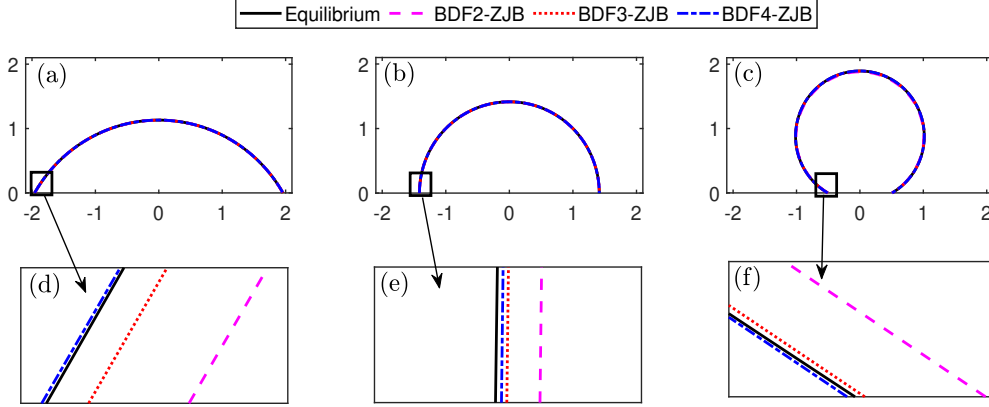 Equilibrium BDF2-ZJB BDF3-ZJB BDF4-ZJB
(a) (b) (c)
2 2 2
1 1 1
0 0 0
-2 -1 0 1 2 -2 -1 0 1 2 -2 -1 0 1 2
(d) (e) (f)